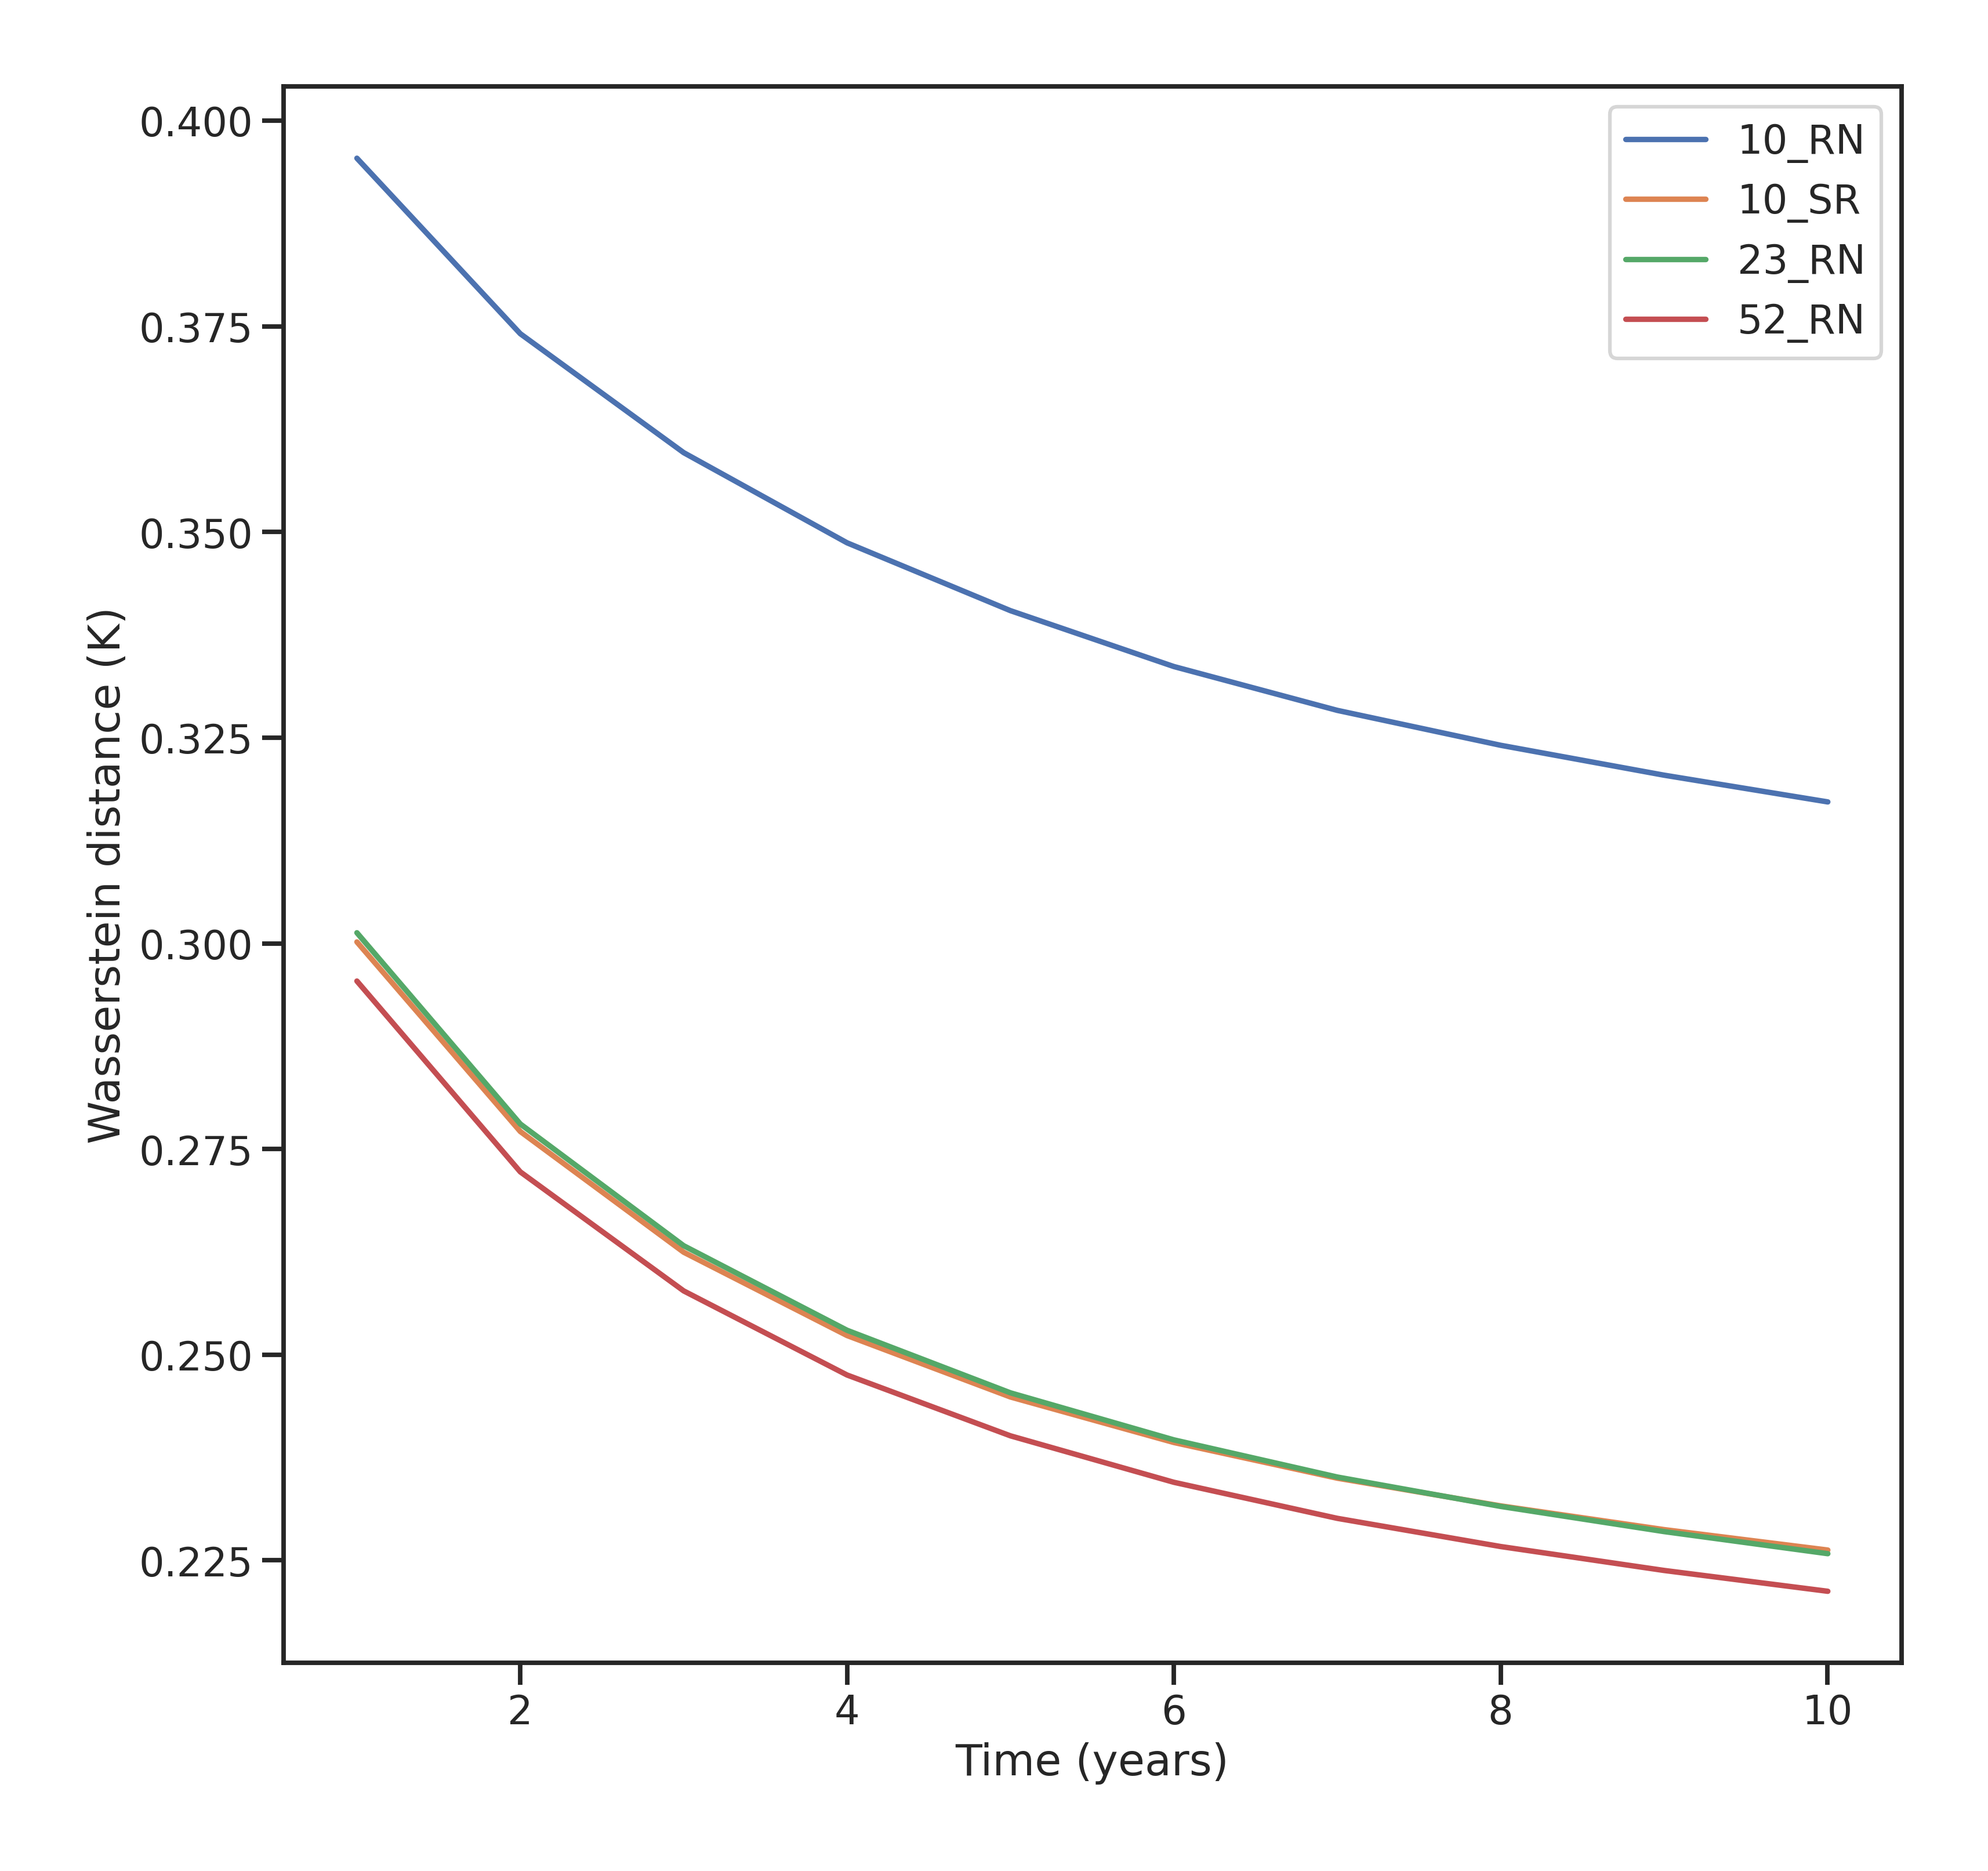 0.400
0.375
0.350
0.325
0.300
0.275
0.250
0.225
Wasserstein distance (K)
10_RN
10_SR
23_RN
52_RN
2 4 6 8 10
Time (years)